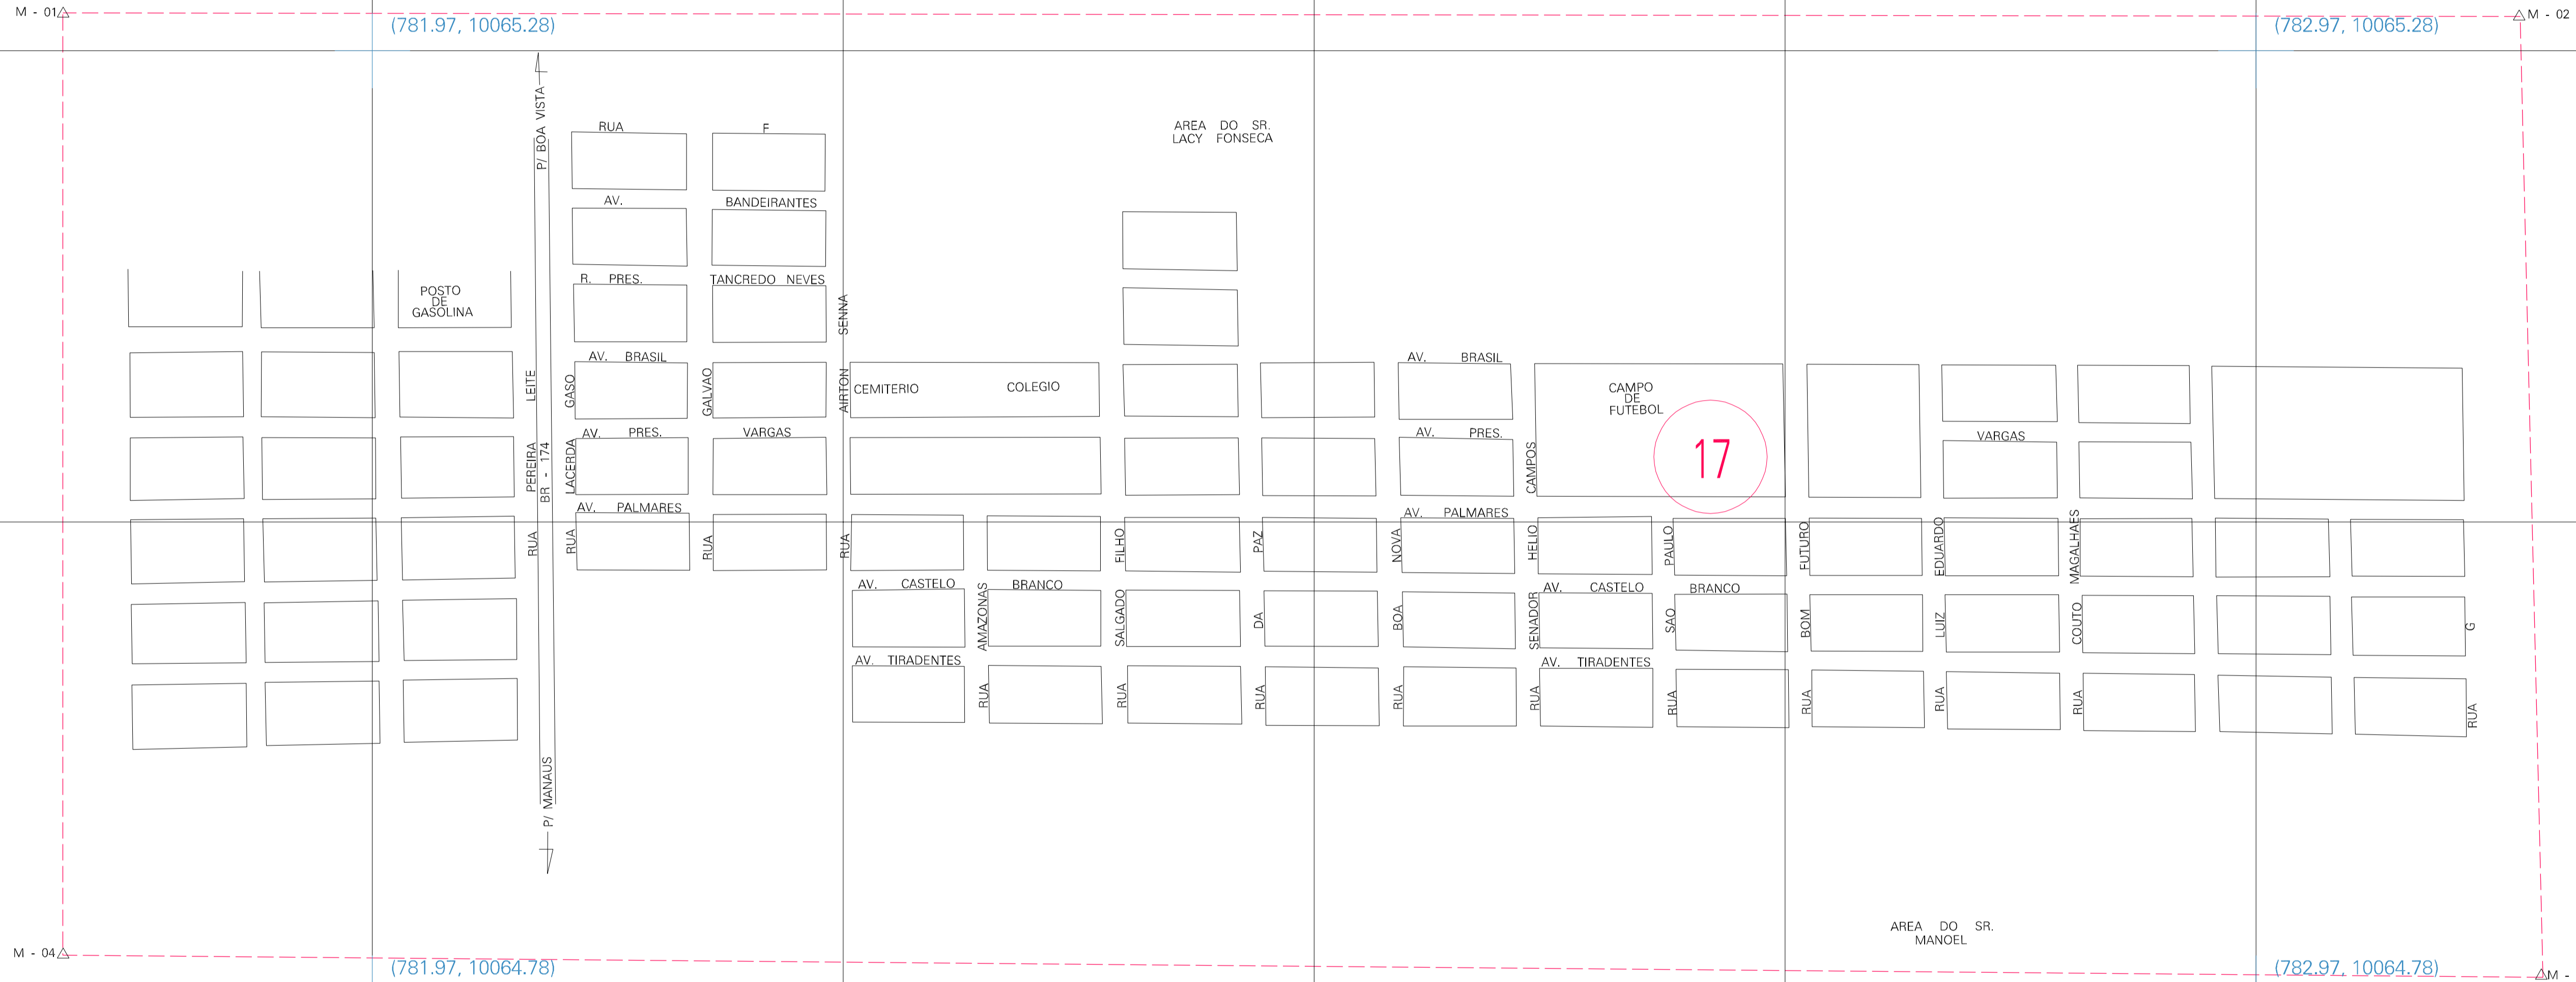 M - 01
(781.97, 10065.28)
(782.97, 10065.28)
M - 02
P/ BOA VISTA
RUA F
AREA DO SR.
LACY FONSECA
AV. BANDEIRANTES
R. PRES. TANCREDO NEVES
POSTO
DE
GASOLINA
AV. BRASIL
AV. BRASIL
CEMITERIO
COLEGIO
CAMPO
DE
FUTEBOL
17
AV. PRES. VARGAS
AV. PRES. VARGAS
AV. PALMARES
AV. PALMARES
AV. CASTELO BRANCO
AV. CASTELO BRANCO
AV. TIRADENTES
AV. TIRADENTES
RUA PEREIRA LEITE
BR - 174
RUA LACERDA GASO
RUA GALVAO
RUA AIRTON SENNA
RUA AMAZONAS
RUA SALGADO FILHO
RUA DA PAZ
RUA BOA NOVA
RUA SENADOR HELIO CAMPOS
RUA SAO PAULO
RUA BOM FUTURO
RUA LUIZ EDUARDO
RUA COUTO MAGALHAES
RUA G
P/ MANAUS
AREA DO SR.
MANOEL
M - 04
(781.97, 10064.78)
(782.97, 10064.78)
M -